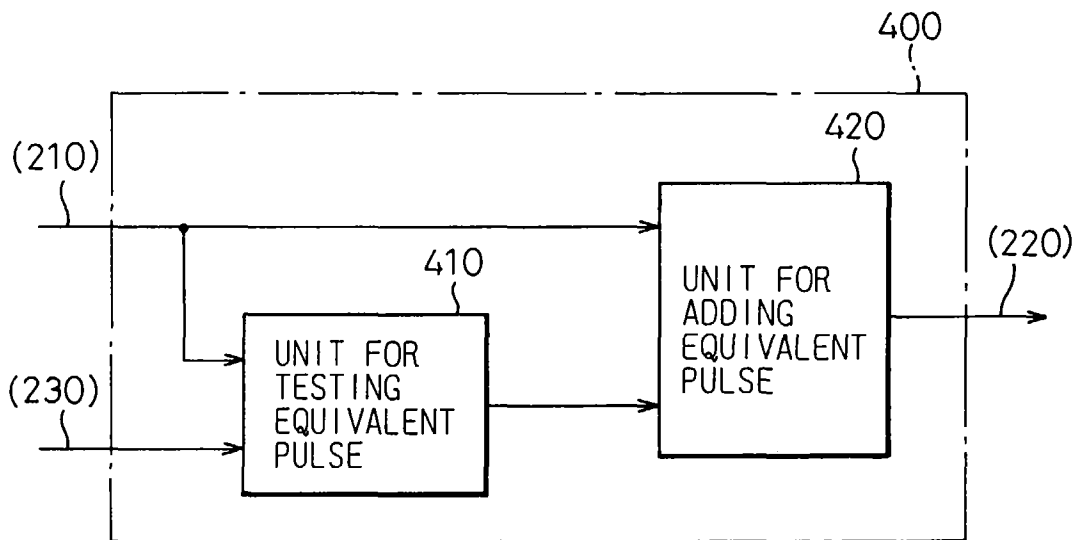 400
(210)
420
410
UNIT FOR
TESTING
EQUIVALENT
PULSE
UNIT FOR
ADDING
EQUIVALENT
PULSE
(220)
(230)